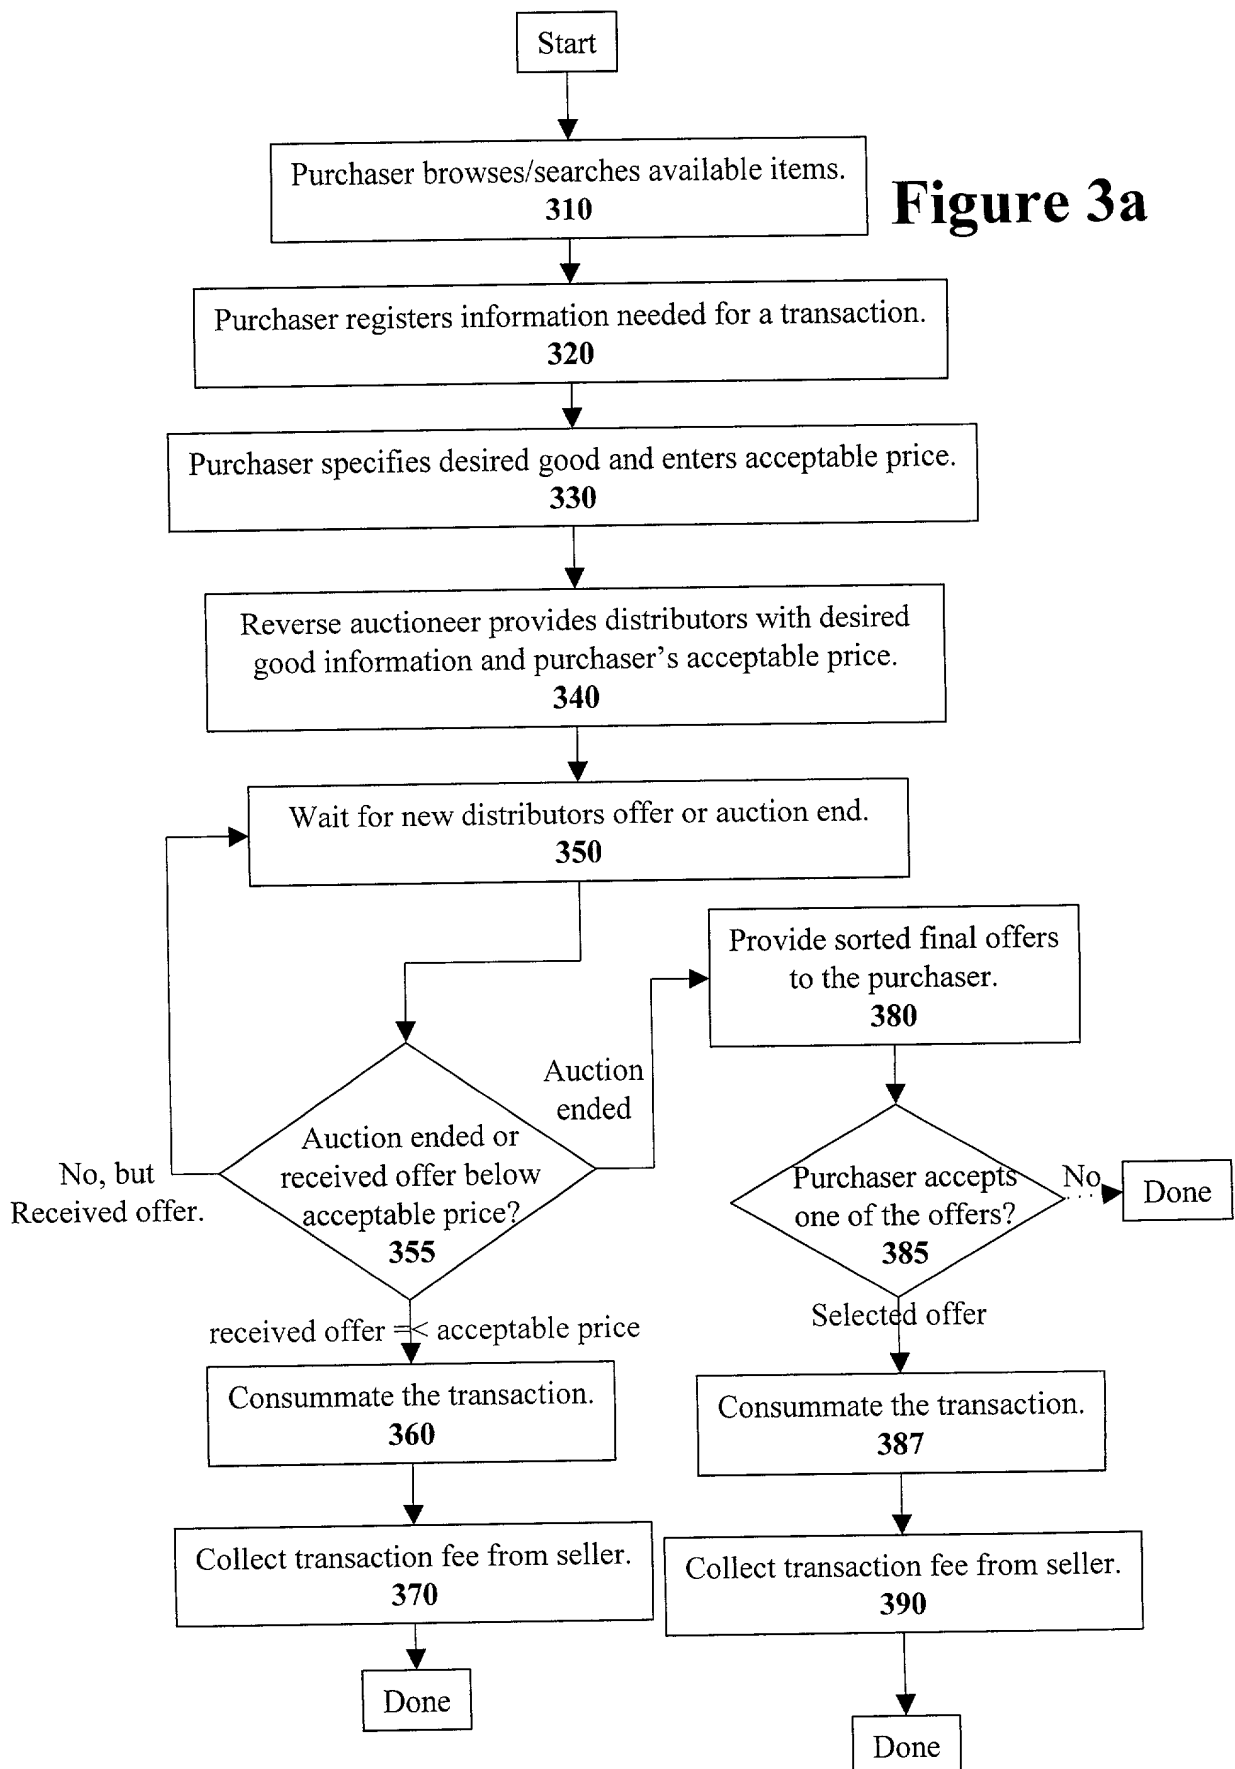 Start
Purchaser browses/searches available items.
310
Figure 3a
Purchaser registers information needed for a transaction.
320
Purchaser specifies desired good and enters acceptable price.
330
Reverse auctioneer provides distributors with desired
good information and purchaser's acceptable price.
340
Wait for new distributors offer or auction end.
350
Provide sorted final offers
to the purchaser.
380
Auction
ended
Auction ended or
received offer below
acceptable price?
355
No, but
Received offer.
Purchaser accepts
one of the offers?
385
No
Done
received offer =< acceptable price
Selected offer
Consummate the transaction.
360
Consummate the transaction.
387
Collect transaction fee from seller.
370
Collect transaction fee from seller.
390
Done
Done